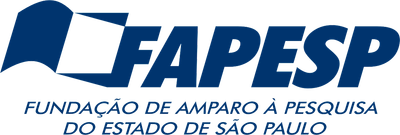 FAPESP
FUNDAÇÃO DE AMPARO À PESQUISA
DO ESTADO DE SÃO PAULO